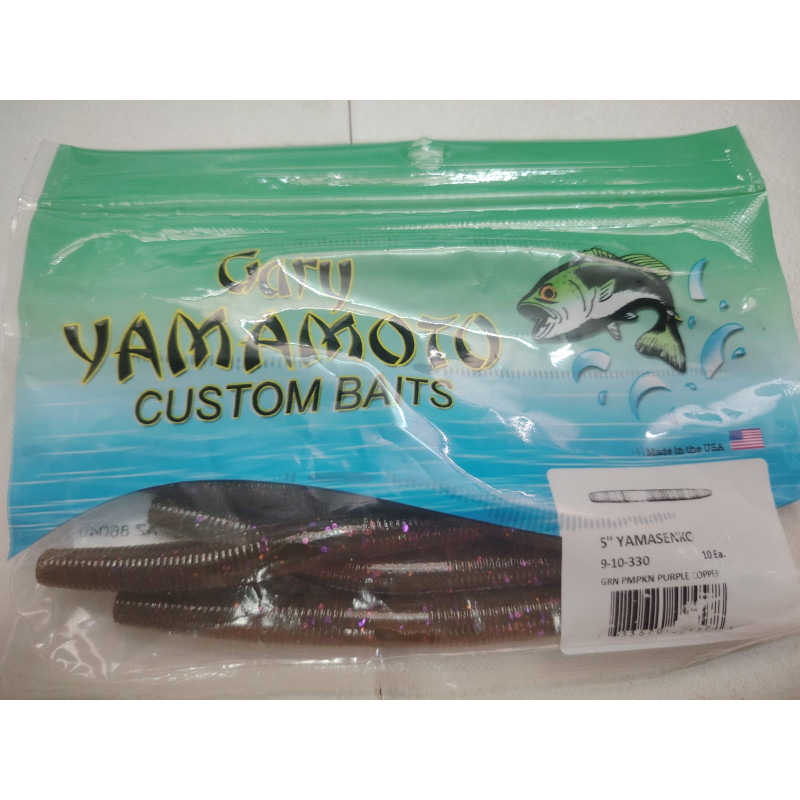 Gary
YAMAMOTO
CUSTOM BAITS
Made in the USA
5" YAMASENKO
9-10-330 10 Ea.
GRN PMPKN PURPLE COPPER